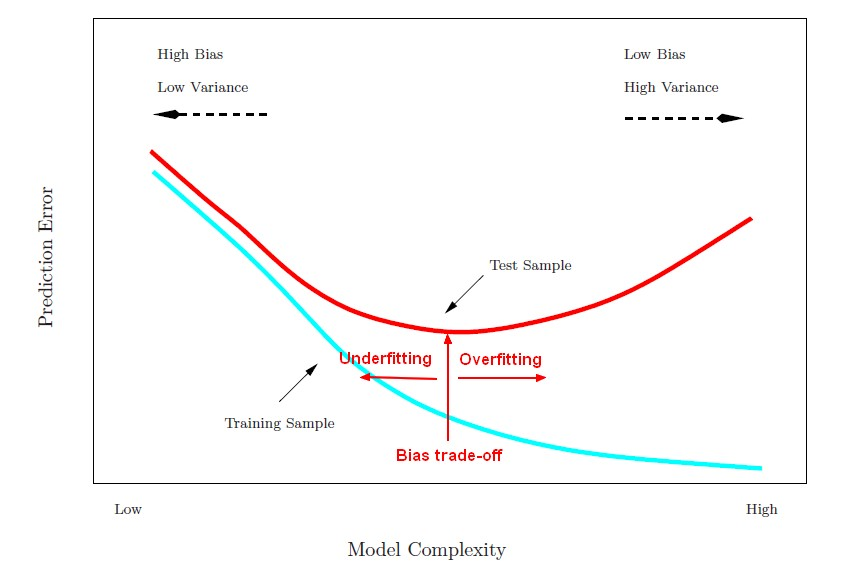 High Bias
Low Variance
Low Bias
High Variance
Prediction Error
Test Sample
Underfitting
Overfitting
Training Sample
Bias trade-off
Low
High
Model Complexity